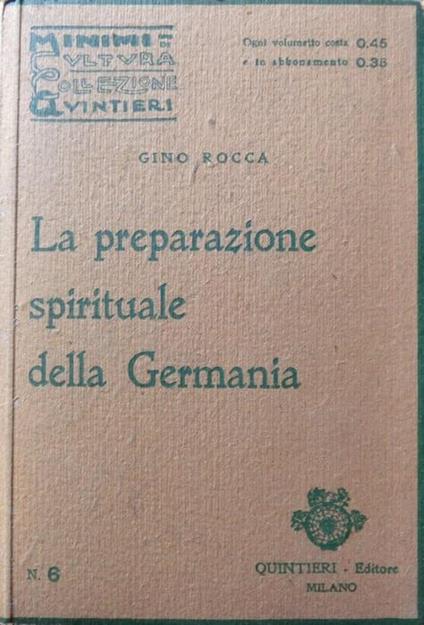 MINIMI DI
CVLTVRA
COLLEZIONE
QVINTIERI
Ogni volumetto costa 0.45
e in abbonamento 0.38
GINO ROCCA
La preparazione
spirituale
della Germania
N. 6
QUINTIERI - Editore
MILANO